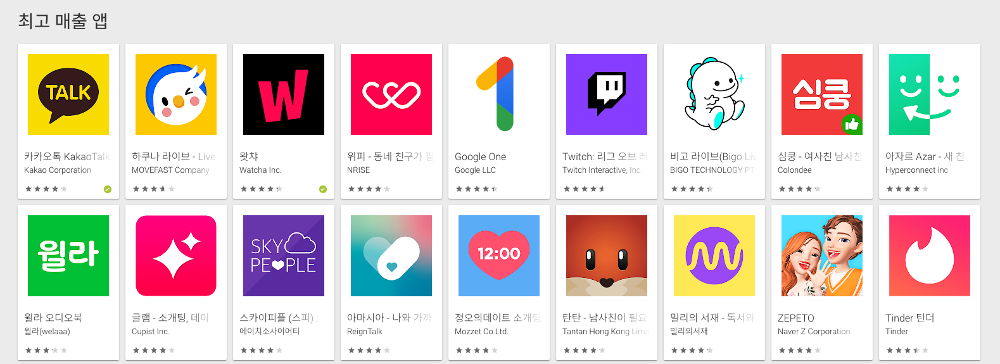 최고 매출 앱
TALK
W
1
심쿵
카카오톡 KakaoTalk
Kakao Corporation
하쿠나 라이브 - Live
MOVEFAST Company
왓챠
Watcha Inc.
위피 - 동네 친구가 필
NRISE
Google One
Google LLC
Twitch: 리그 오브 레
Twitch Interactive, Inc.
비고 라이브(Bigo Liv
BIGO TECHNOLOGY PT
심쿵 - 여사친 남사친
Colondee
아자르 Azar - 새 친
Hyperconnect inc
윌라
SKY
PEOPLE
12:00
윌라 오디오북
윌라(welaaa)
글램 - 소개팅, 데이
Cupist Inc.
스카이피플 (스피) :
에이치소사이어티
아마시아 - 나와 가까
ReignTalk
정오의데이트 소개팅
Mozzet Co.Ltd.
탄탄 - 남사친이 필요
Tantan Hong Kong Limi
밀리의 서재 - 독서와
밀리의서재
ZEPETO
Naver Z Corporation
Tinder 틴더
Tinder